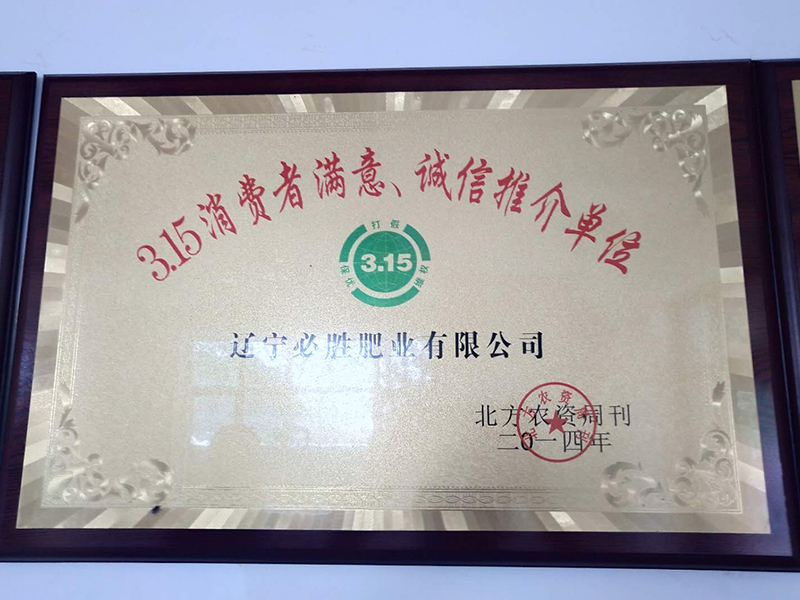 3.15消费者满意、诚信推介单位
打假
3.15
维权
辽宁必胜肥业有限公司
北方农资周刊
二〇一四年